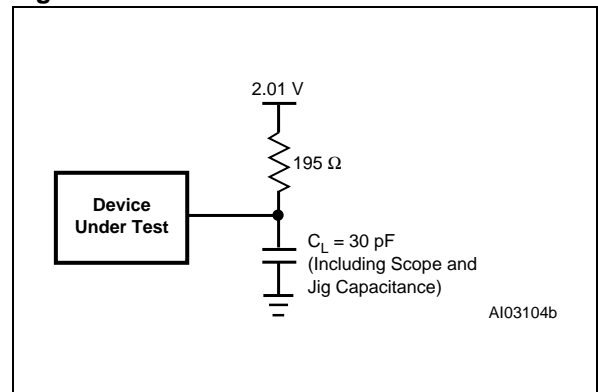 2.01 V
195 Ω
Device
Under Test
C_L = 30 pF
(Including Scope and
Jig Capacitance)
AI03104b